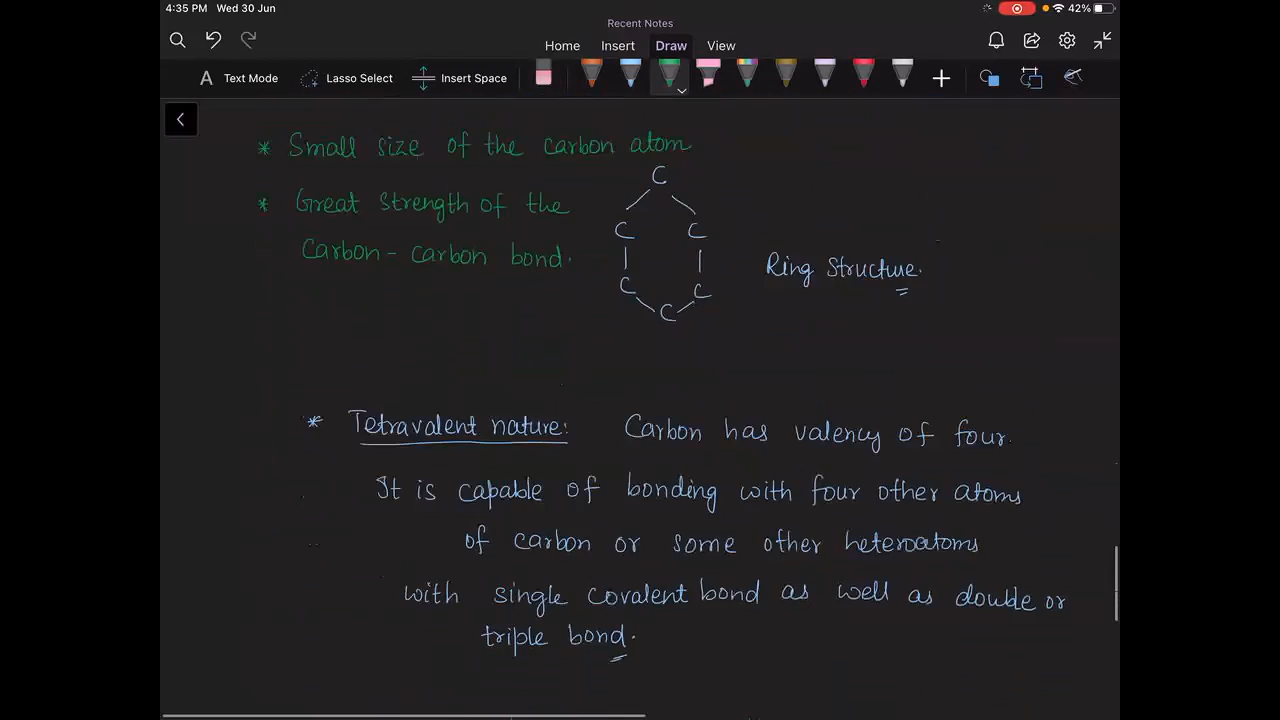 4:35 PM Wed 30 Jun
42%
Recent Notes
Home Insert Draw View
A Text Mode Lasso Select Insert Space
* Small size of the carbon atom
* Great strength of the
Carbon - carbon bond.
C
C C
C C
C
Ring Structure.
* Tetravalent nature: Carbon has valency of four.
It is capable of bonding with four other atoms
of carbon or some other heteroatoms
with single covalent bond as well as double or
triple bond.